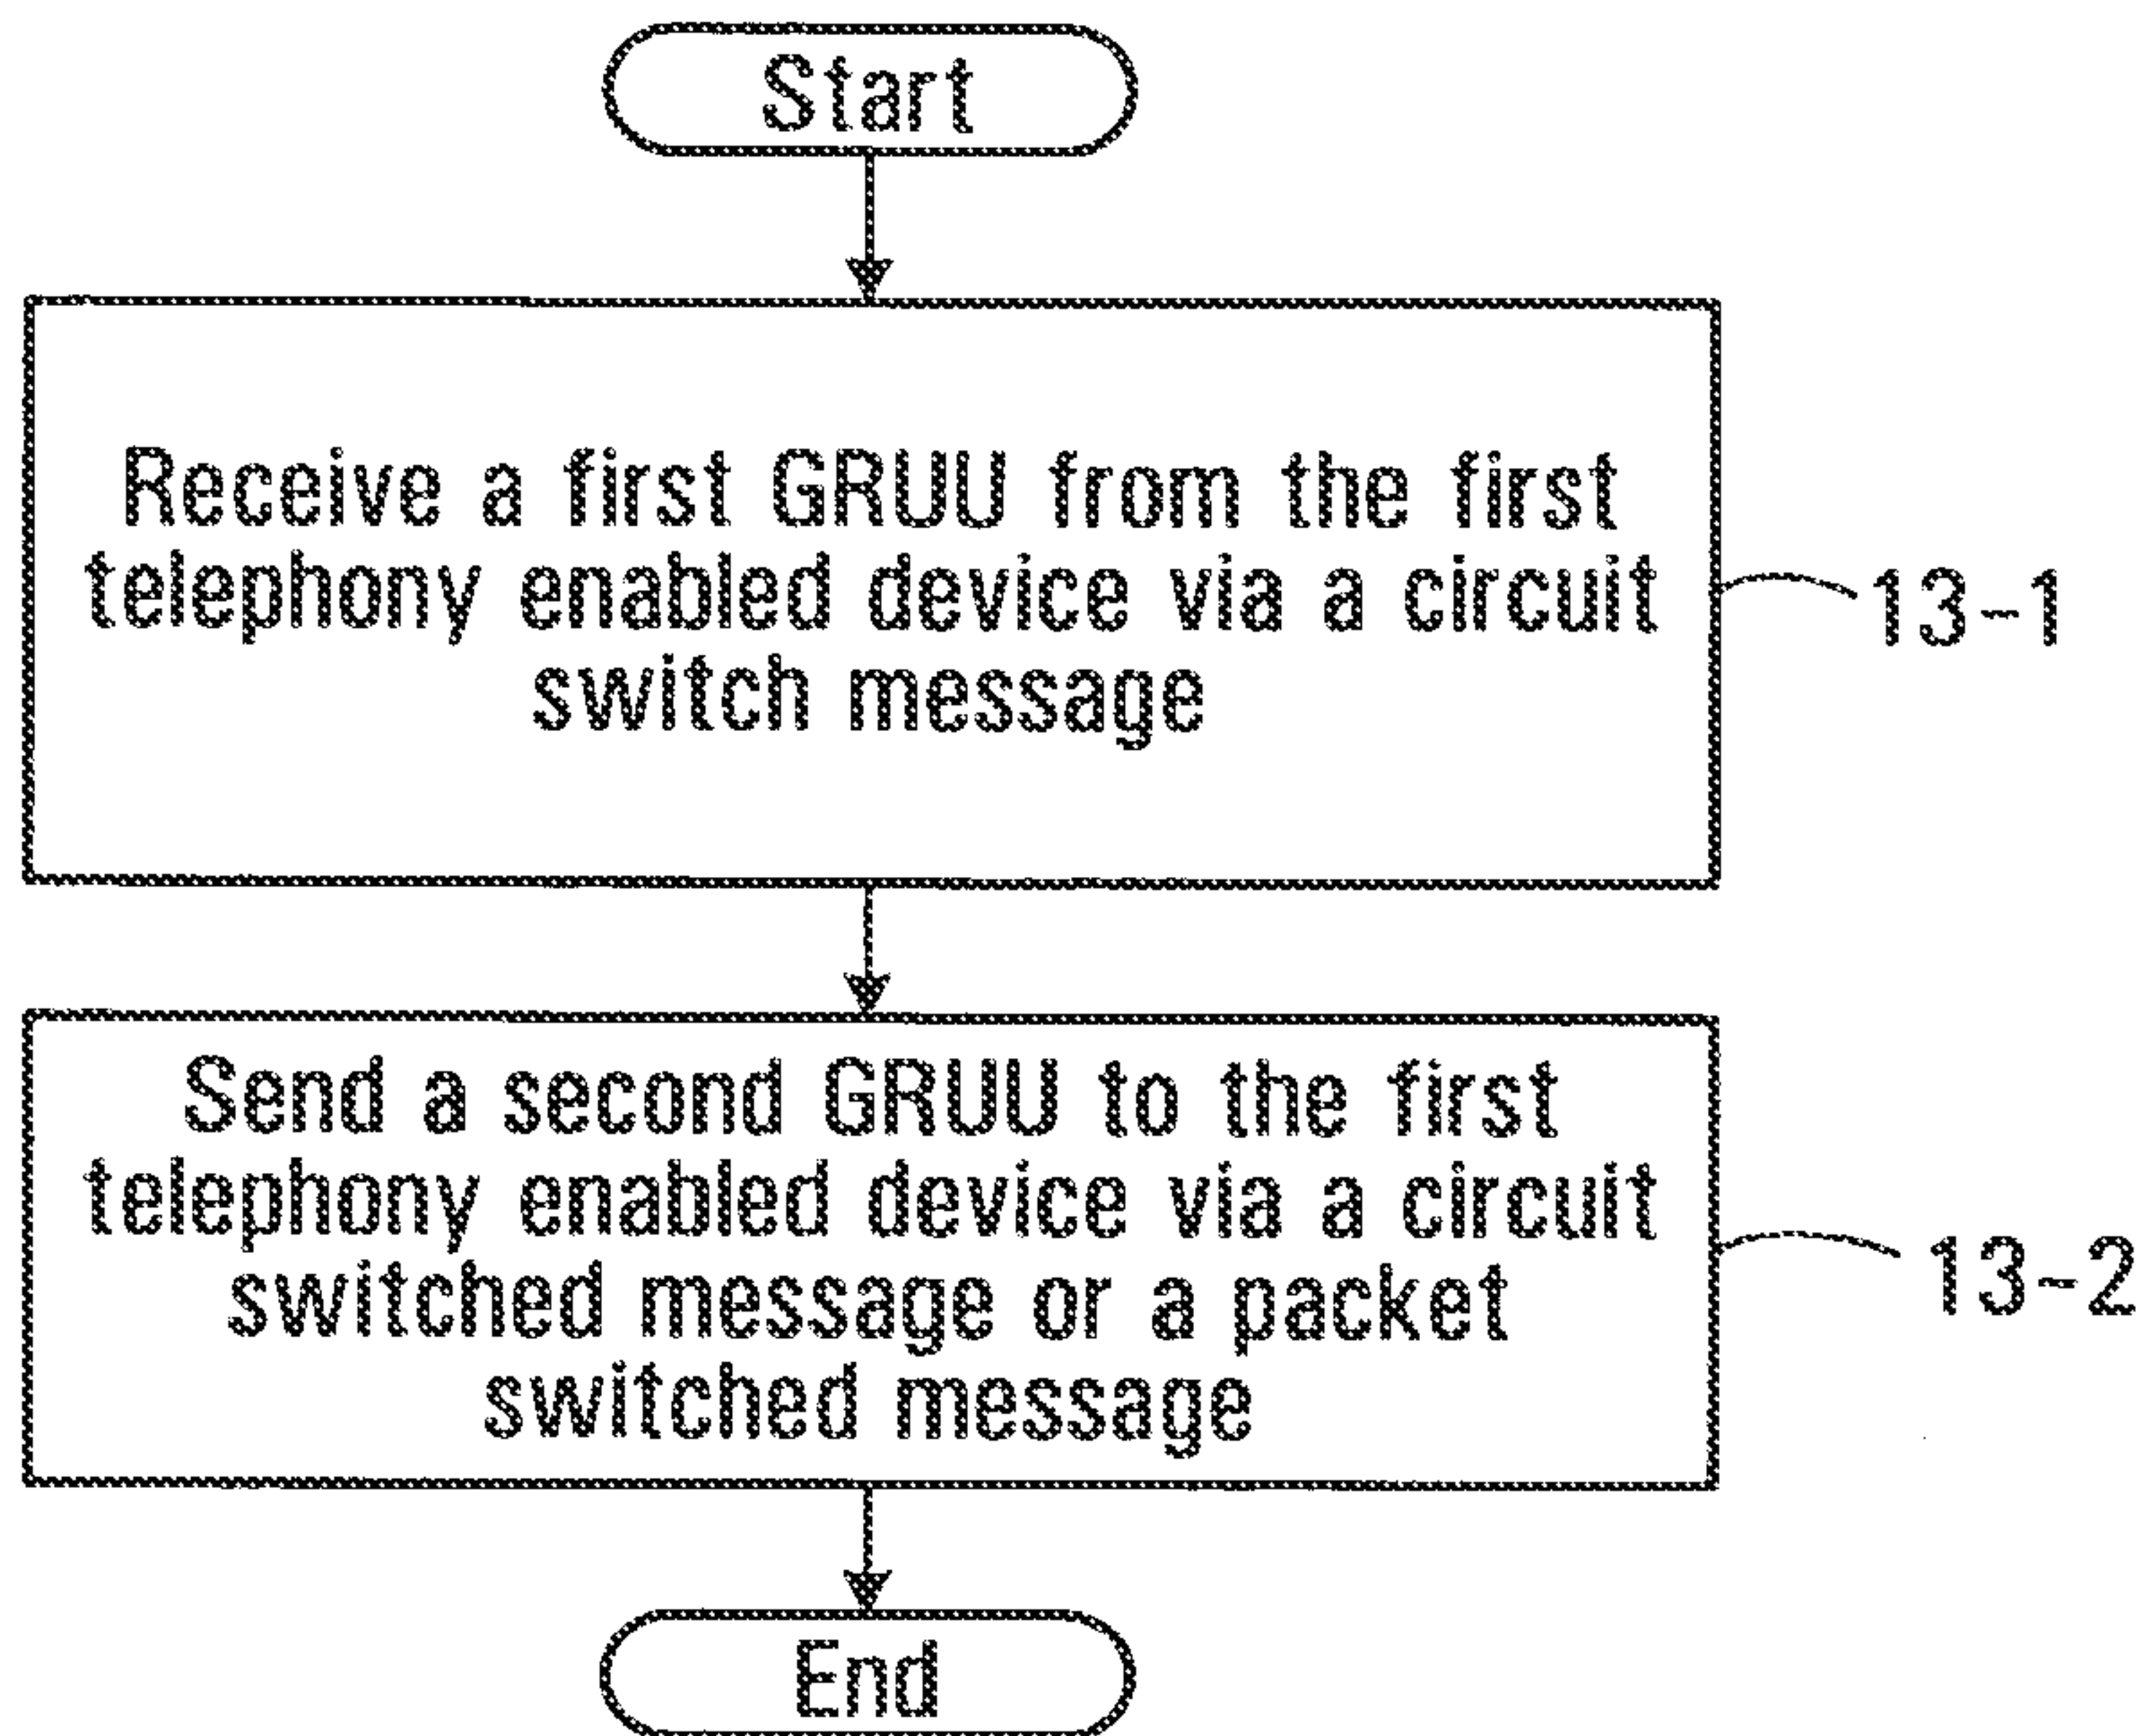 Start
Receive a first GRUU from the first
telephony enabled device via a circuit
switch message
13-1
Send a second GRUU to the first
telephony enabled device via a circuit
switched message or a packet
switched message
13-2
End